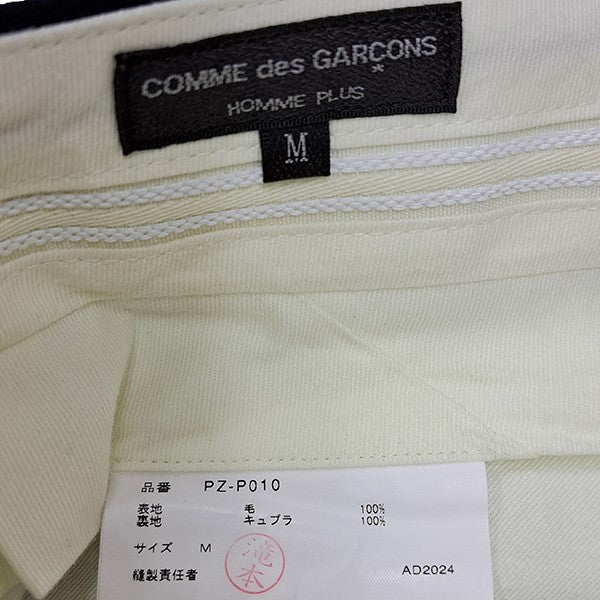 COMME des GARÇONS
*
HOMME PLUS
M
品番 PZ-P010
表地 毛 100%
裏地 キュプラ 100%
サイズ M
滝本
縫製責任者 AD2024